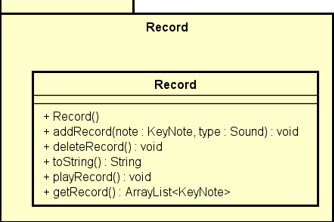 Record
Record
+ Record()
+ addRecord(note : KeyNote, type : Sound) : void
+ deleteRecord() : void
+ toString() : String
+ playRecord() : void
+ getRecord() : ArrayList<KeyNote>